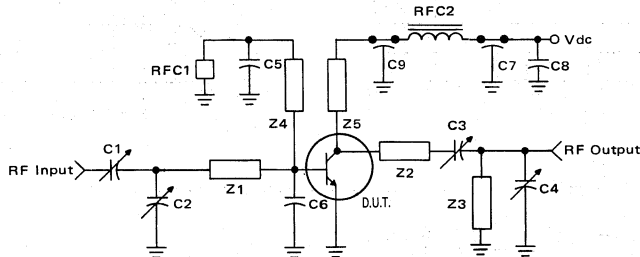 RFC2
Vdc
RFC1
C5
C9
C7
C8
Z4
Z5
C1
C3
RF Input
RF Output
Z1
Z2
C2
C6
D.U.T.
Z3
C4